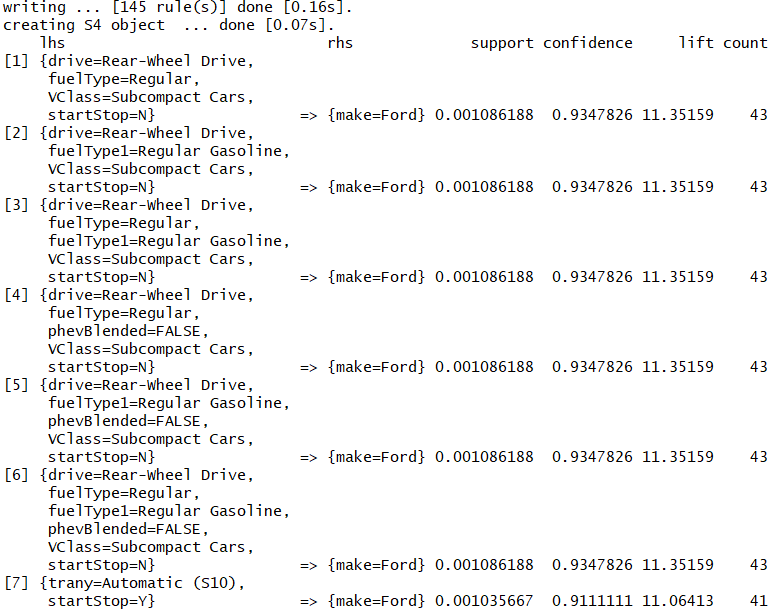 writing ... [145 rule(s)] done [0.16s].
creating S4 object  ... done [0.07s].
    lhs                             rhs             support confidence     lift count
[1] {drive=Rear-Wheel Drive,
     fuelType=Regular,
     VClass=Subcompact Cars,
     startStop=N}                => {make=Ford} 0.001086188  0.9347826 11.35159    43
[2] {drive=Rear-Wheel Drive,
     fuelType1=Regular Gasoline,
     VClass=Subcompact Cars,
     startStop=N}                => {make=Ford} 0.001086188  0.9347826 11.35159    43
[3] {drive=Rear-Wheel Drive,
     fuelType=Regular,
     fuelType1=Regular Gasoline,
     VClass=Subcompact Cars,
     startStop=N}                => {make=Ford} 0.001086188  0.9347826 11.35159    43
[4] {drive=Rear-Wheel Drive,
     fuelType=Regular,
     phevBlended=FALSE,
     VClass=Subcompact Cars,
     startStop=N}                => {make=Ford} 0.001086188  0.9347826 11.35159    43
[5] {drive=Rear-Wheel Drive,
     fuelType1=Regular Gasoline,
     phevBlended=FALSE,
     VClass=Subcompact Cars,
     startStop=N}                => {make=Ford} 0.001086188  0.9347826 11.35159    43
[6] {drive=Rear-Wheel Drive,
     fuelType=Regular,
     fuelType1=Regular Gasoline,
     phevBlended=FALSE,
     VClass=Subcompact Cars,
     startStop=N}                => {make=Ford} 0.001086188  0.9347826 11.35159    43
[7] {trany=Automatic (S10),
     startStop=Y}                => {make=Ford} 0.001035667  0.9111111 11.06413    41